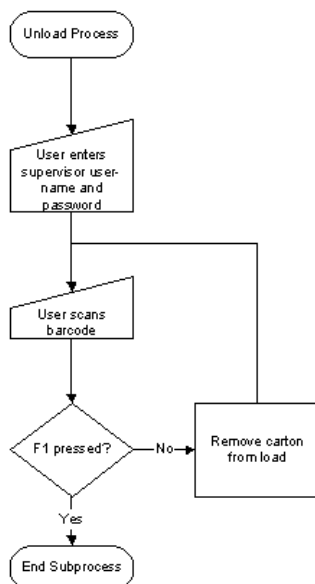 Unload Process
User enters
supervisor user-
name and
password
User scans
barcode
F1 pressed?
No
Remove carton
from load
Yes
End Subprocess